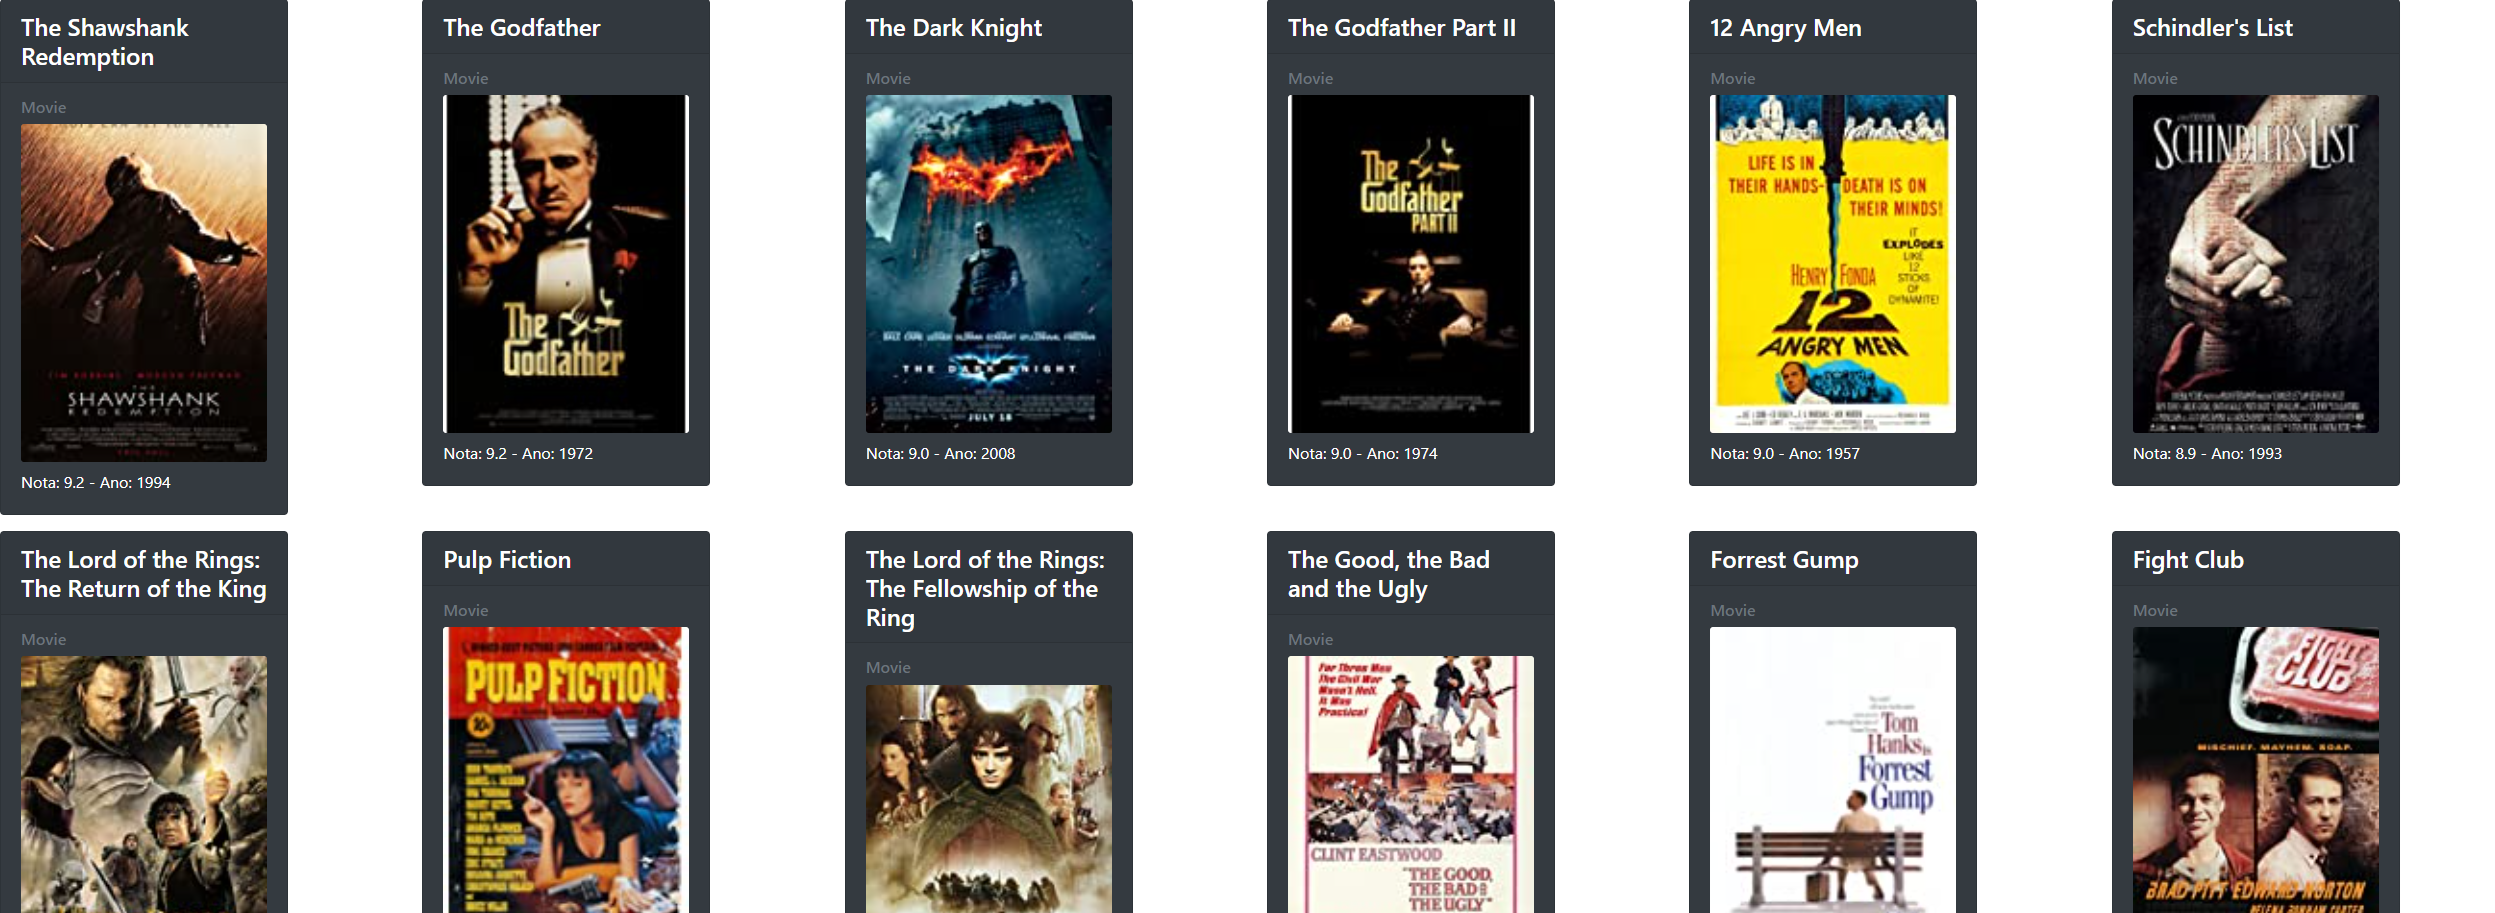 The Shawshank
Redemption
Movie
SHAWSHANK
REDEMPTION
Nota: 9.2 - Ano: 1994
The Godfather
Movie
The
Godfather
Nota: 9.2 - Ano: 1972
The Dark Knight
Movie
THE DARK KNIGHT
JULY 18
Nota: 9.0 - Ano: 2008
The Godfather Part II
Movie
The
Godfather
PART II
Nota: 9.0 - Ano: 1974
12 Angry Men
Movie
LIFE IS IN
THEIR HANDS- DEATH IS ON
THEIR MINDS!
IT
EXPLODES
LIKE
12
STICKS
OF
DYNAMITE!
HENRY FONDA
12
ANGRY MEN
Nota: 9.0 - Ano: 1957
Schindler's List
Movie
SCHINDLER'S LIST
Nota: 8.9 - Ano: 1993
The Lord of the Rings:
The Return of the King
Movie
Pulp Fiction
Movie
PULP FICTION
10¢
The Lord of the Rings:
The Fellowship of the
Ring
Movie
The Good, the Bad
and the Ugly
Movie
For Three Men
The Civil War
Wasn't Hell.
It Was
Practice!
CLINT EASTWOOD
"THE GOOD,
THE BAD &
THE UGLY"
Forrest Gump
Movie
Tom
Hanks is
Forrest
Gump
Fight Club
Movie
FIGHT
CLUB
MISCHIEF. MAYHEM. SOAP.
BRAD PITT EDWARD NORTON
HELENA BONHAM CARTER